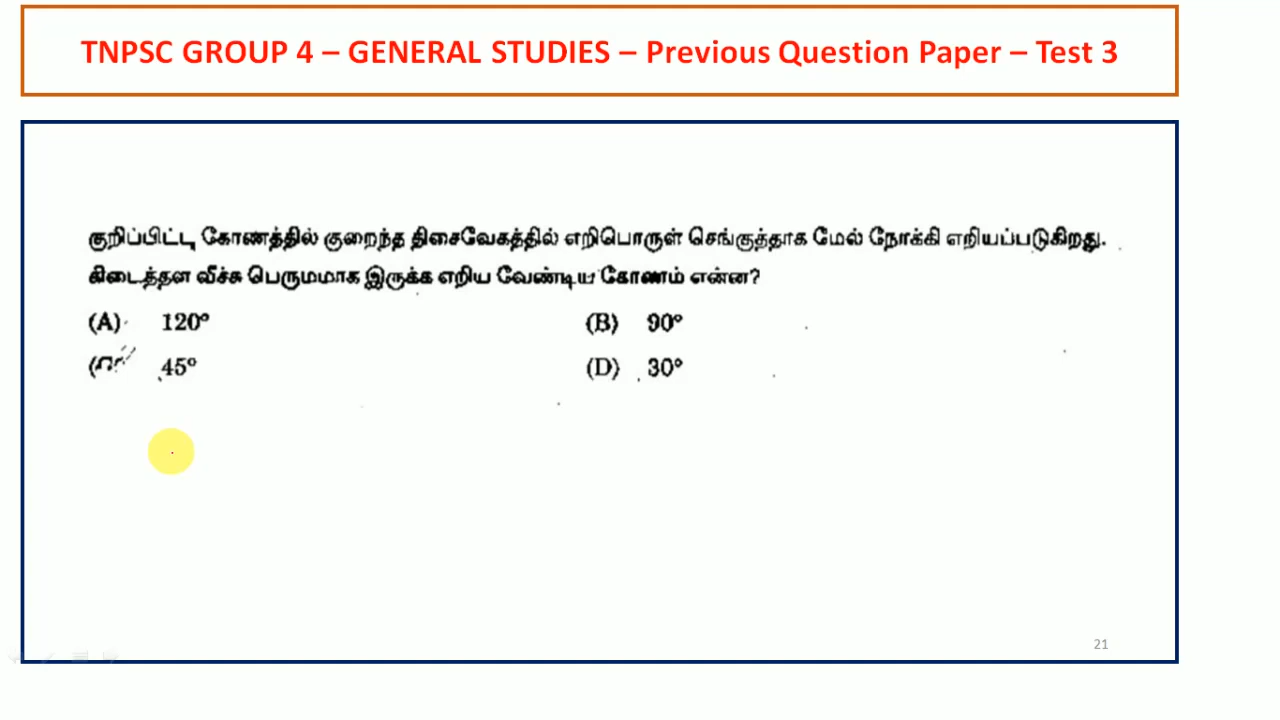 TNPSC GROUP 4 – GENERAL STUDIES – Previous Question Paper – Test 3
குறிப்பிட்டு கோணத்தில் குறைந்த திசைவேகத்தில் எறிபொருள் செங்குத்தாக மேல் நோக்கி எறியப்படுகிறது.
கிடைத்தள வீச்சு பெருமமாக இருக்க எறிய வேண்டிய கோணம் என்ன?
(A) 120° (B) 90°
45° (D) 30°
21